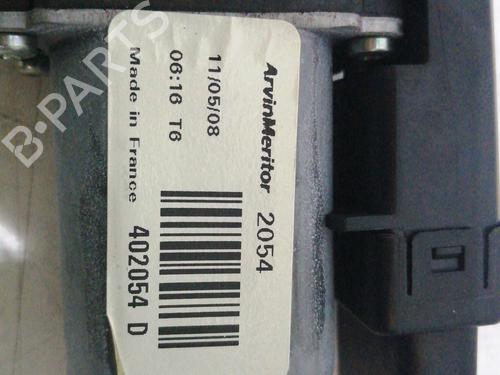 ArvinMeritor 2054
11/05/08
06:16 T6
Made in France 402054 D
B-PARTS